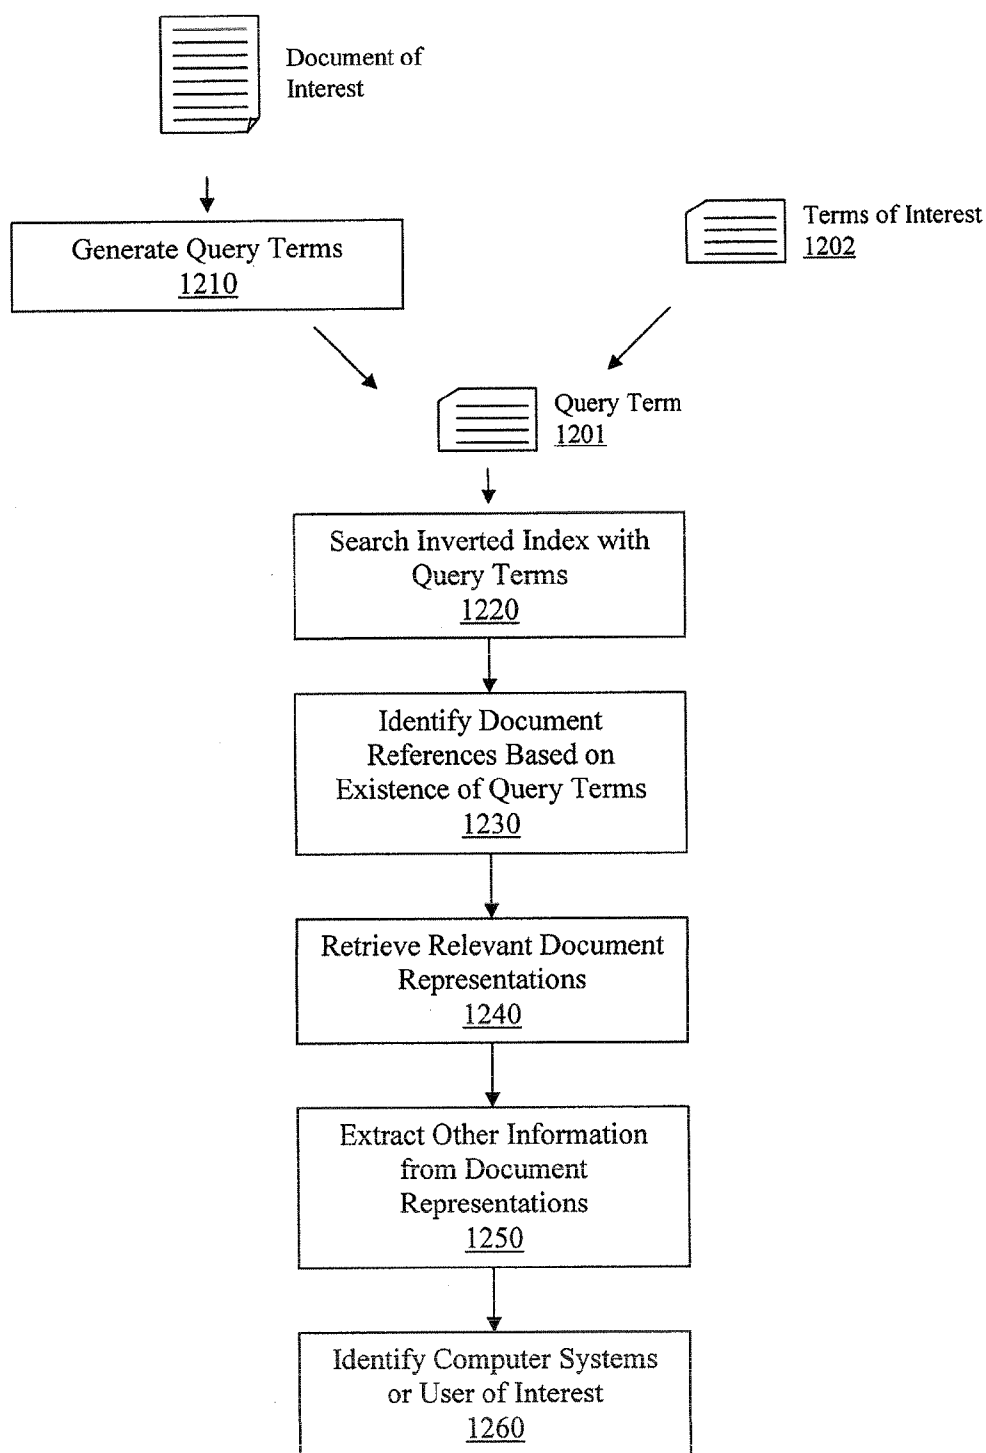 Document of
Interest
Generate Query Terms
1210
Terms of Interest
1202
Query Term
1201
Search Inverted Index with
Query Terms
1220
Identify Document
References Based on
Existence of Query Terms
1230
Retrieve Relevant Document
Representations
1240
Extract Other Information
from Document
Representations
1250
Identify Computer Systems
or User of Interest
1260